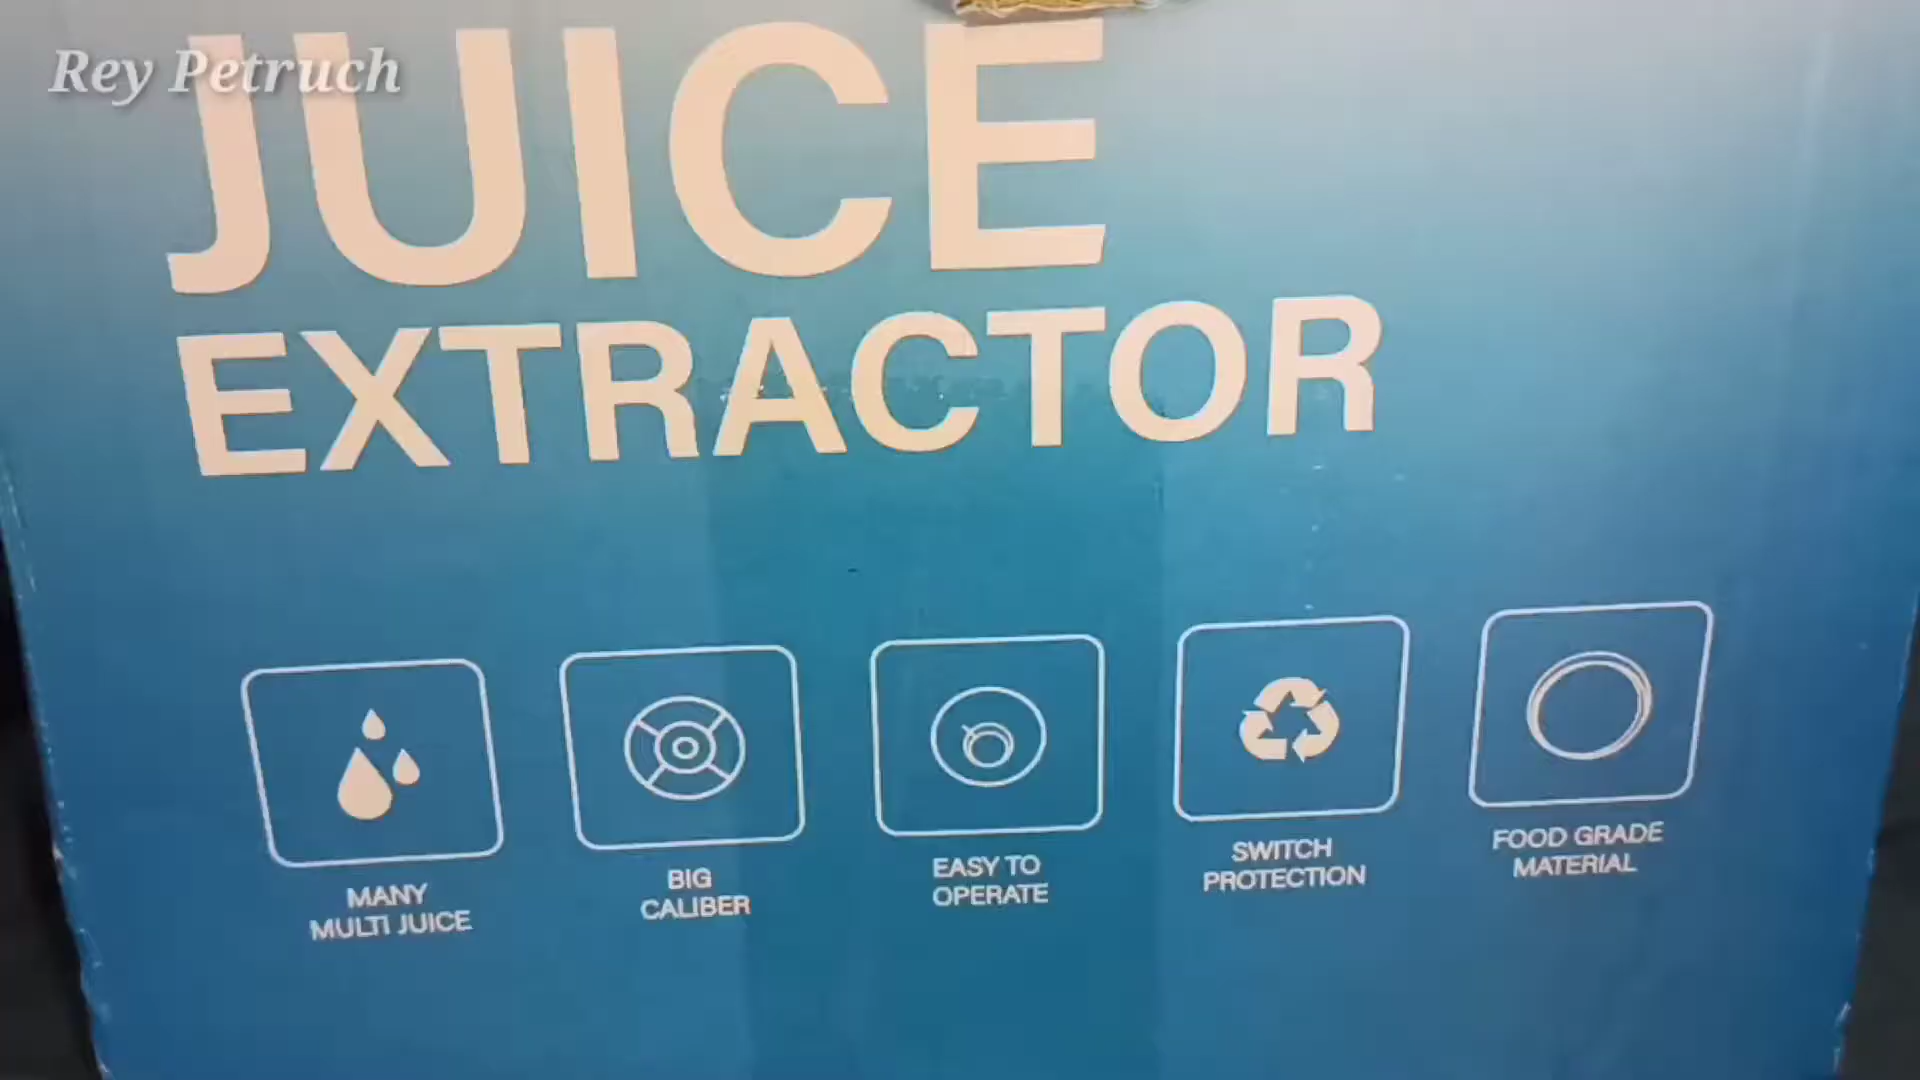 Rey Petruch
JUICE
EXTRACTOR
MANY
MULTI JUICE
BIG
CALIBER
EASY TO
OPERATE
SWITCH
PROTECTION
FOOD GRADE
MATERIAL